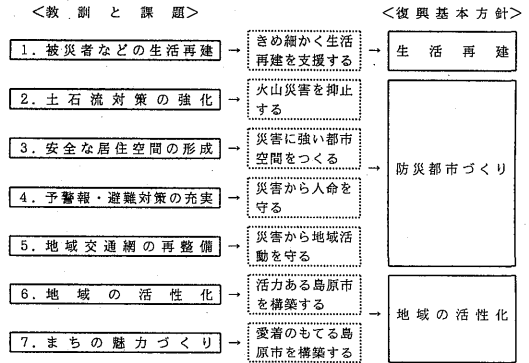 ＜教訓と課題＞
＜復興基本方針＞
1．被災者などの生活再建
→
きめ細かく生活
再建を支援する
→
生活再建
2．土石流対策の強化
→
火山災害を抑止
する
3．安全な居住空間の形成
→
災害に強い都市
空間をつくる
4．予警報・避難対策の充実
→
災害から人命を
守る
5．地域交通網の再整備
→
災害から地域活
動を守る
→
防災都市づくり
6．地域の活性化
→
活力ある島原市
を構築する
7．まちの魅力づくり
→
愛着のもてる島
原市を構築する
→
地域の活性化